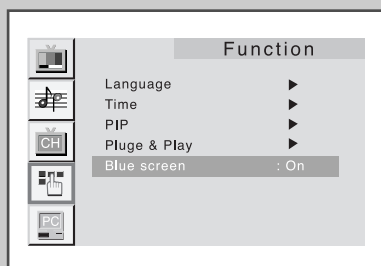 Function
Language ▶
Time ▶
PIP ▶
Pluge & Play ▶
Blue screen : On
CH
PC